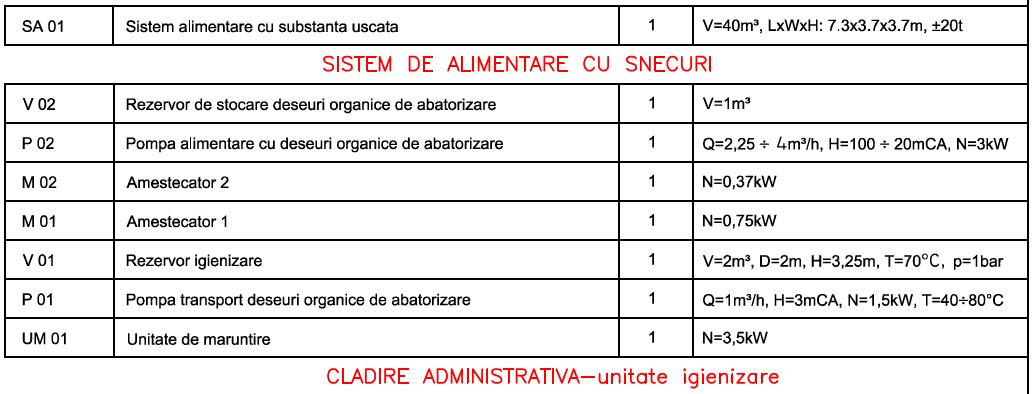 SA 01 Sistem alimentare cu substanta uscata 1 V=40m³, LxWxH: 7.3x3.7x3.7m, ±20t
SISTEM DE ALIMENTARE CU SNECURI
V 02 Rezervor de stocare deseuri organice de abatorizare 1 V=1m³
P 02 Pompa alimentare cu deseuri organice de abatorizare 1 Q=2,25 ÷ 4m³/h, H=100 ÷ 20mCA, N=3kW
M 02 Amestecator 2 1 N=0,37kW
M 01 Amestecator 1 1 N=0,75kW
V 01 Rezervor igienizare 1 V=2m³, D=2m, H=3,25m, T=70°C, p=1bar
P 01 Pompa transport deseuri organice de abatorizare 1 Q=1m³/h, H=3mCA, N=1,5kW, T=40÷80°C
UM 01 Unitate de maruntire 1 N=3,5kW
CLADIRE ADMINISTRATIVA-unitate igienizare